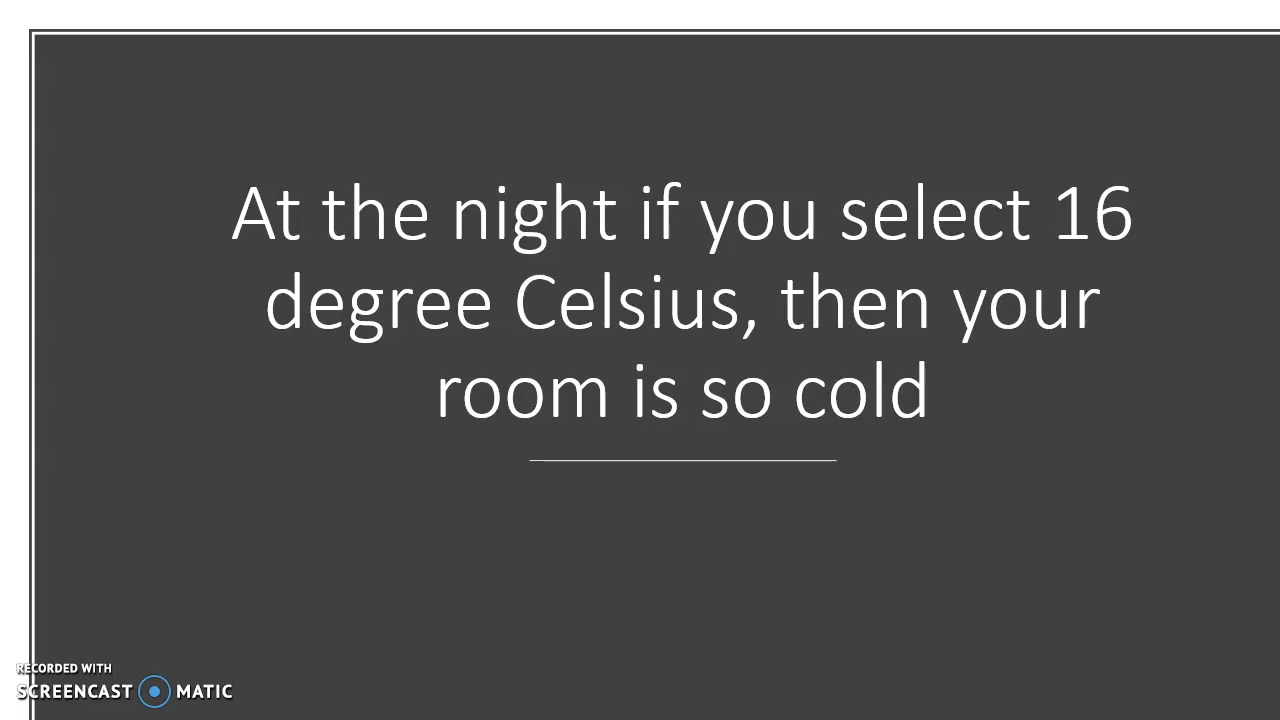 At the night if you select 16
degree Celsius, then your
room is so cold
RECORDED WITH
SCREENCAST MATIC